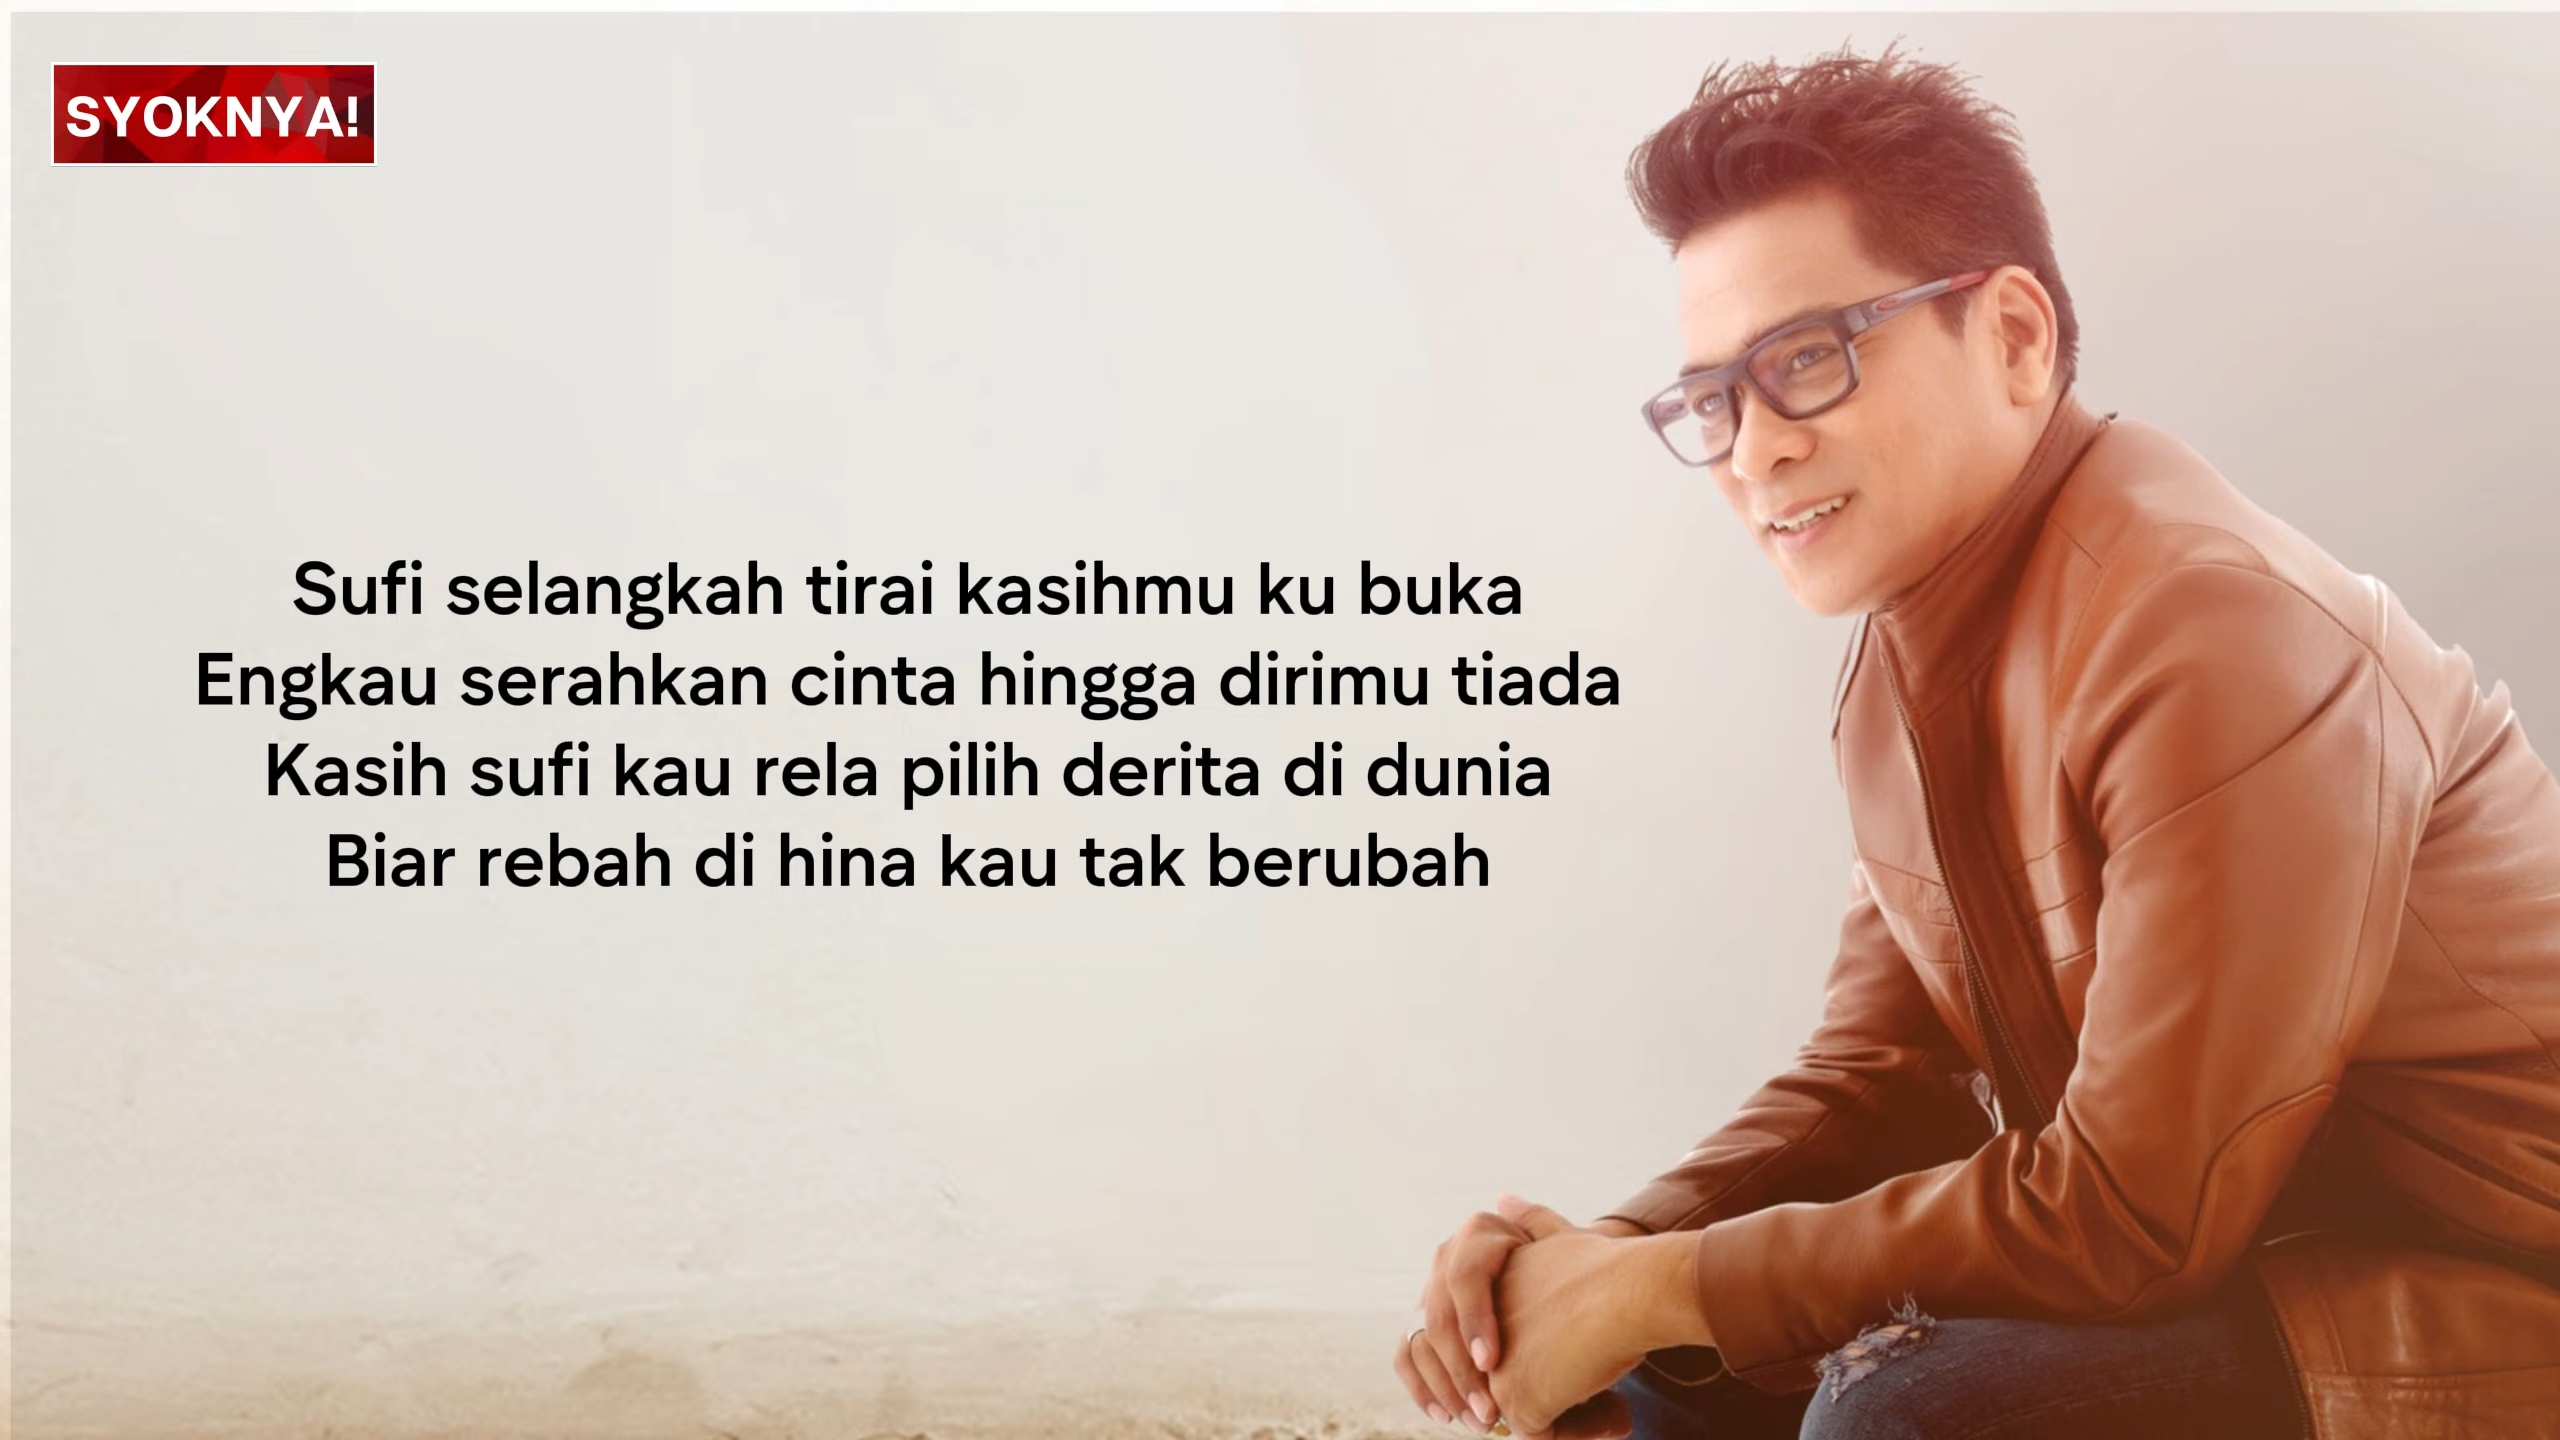 SYOKNYA!
Sufi selangkah tirai kasihmu ku buka
Engkau serahkan cinta hingga dirimu tiada
Kasih sufi kau rela pilih derita di dunia
Biar rebah di hina kau tak berubah